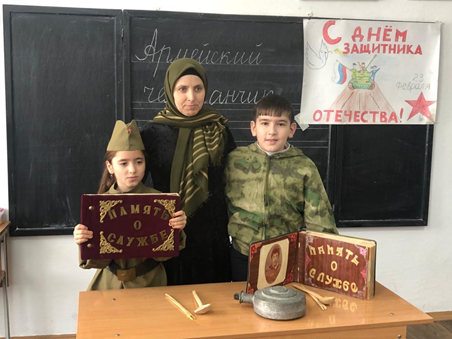 Армейский
чемоданчик
С ДНЁМ
ЗАЩИТНИКА
23
февраля
ОТЕЧЕСТВА!
ПАМЯТЬ
О
СЛУЖБЕ
ПАМЯТЬ
О
СЛУЖБЕ